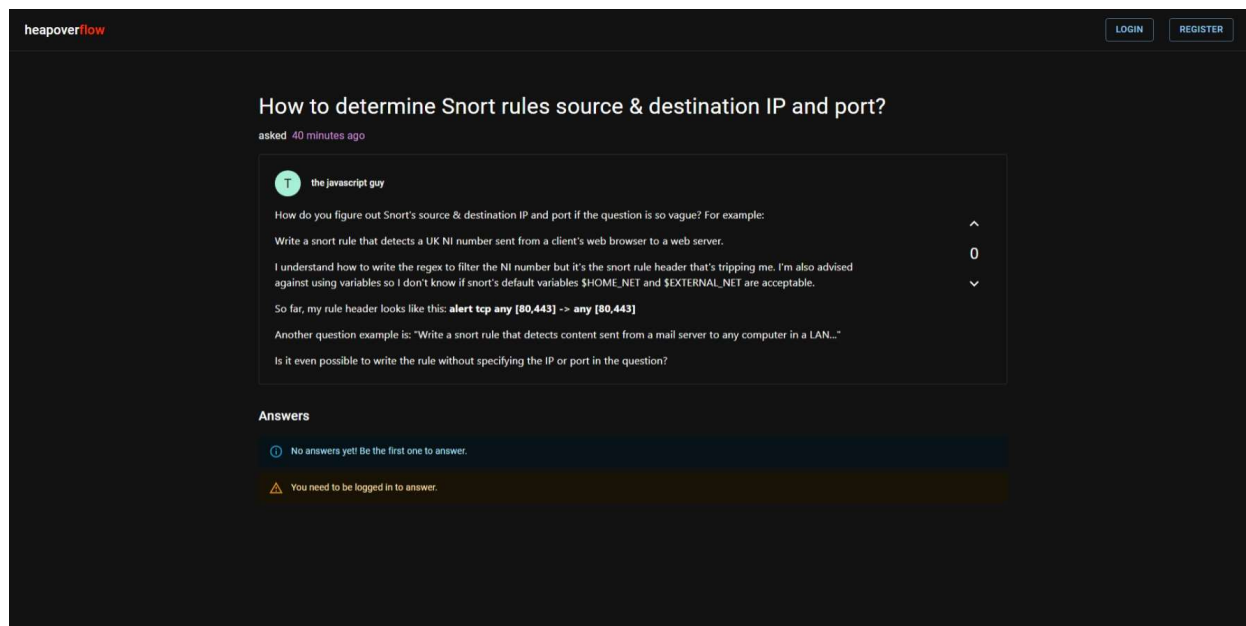 heapoverflow
LOGIN
REGISTER
How to determine Snort rules source & destination IP and port?
asked 40 minutes ago
T
the javascript guy
How do you figure out Snort's source & destination IP and port if the question is so vague? For example:
Write a snort rule that detects a UK NI number sent from a client's web browser to a web server.
I understand how to write the regex to filter the NI number but it's the snort rule header that's tripping me. I'm also advised
against using variables so I don't know if snort's default variables $HOME_NET and $EXTERNAL_NET are acceptable.
So far, my rule header looks like this: alert tcp any [80,443] -> any [80,443]
Another question example is: "Write a snort rule that detects content sent from a mail server to any computer in a LAN..."
Is it even possible to write the rule without specifying the IP or port in the question?
0
Answers
No answers yet! Be the first one to answer.
You need to be logged in to answer.